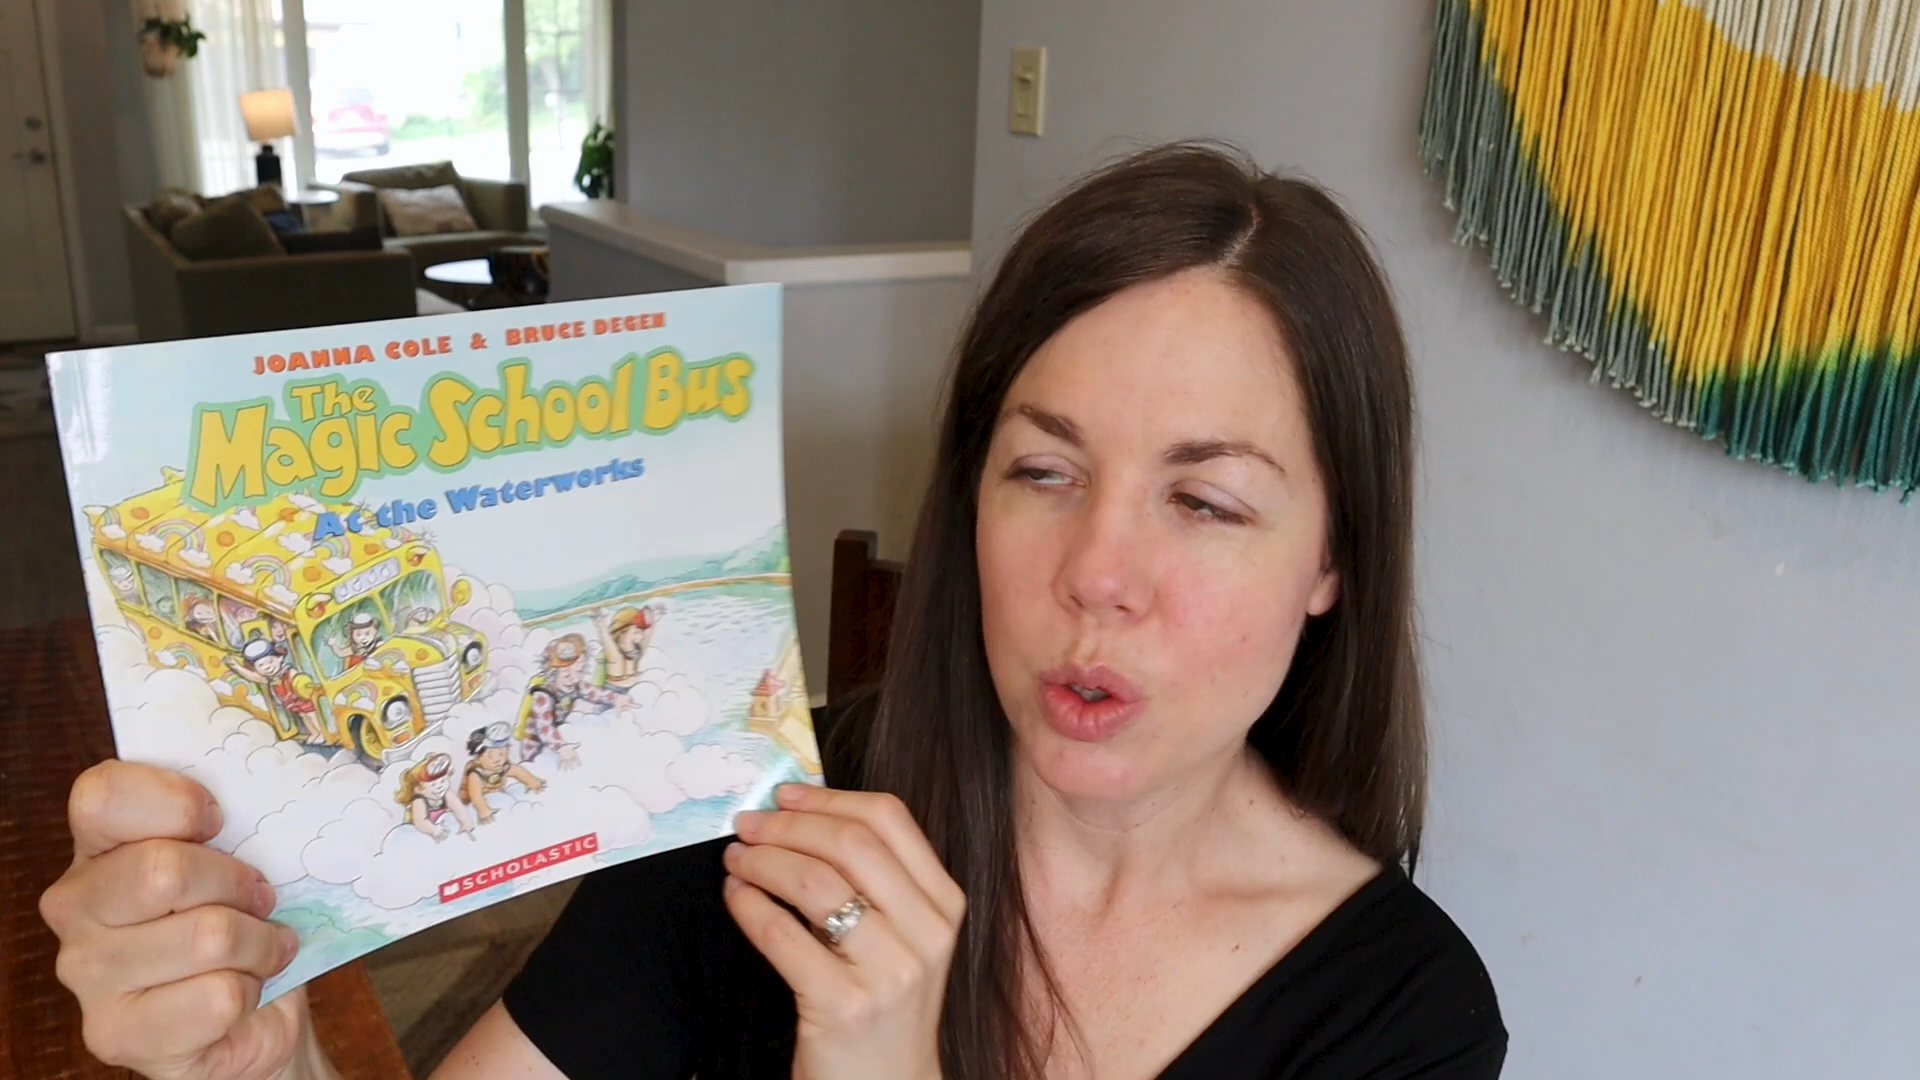 JOANNA COLE & BRUCE DEGEN
The
Magic School Bus
At the Waterworks
SCHOLASTIC